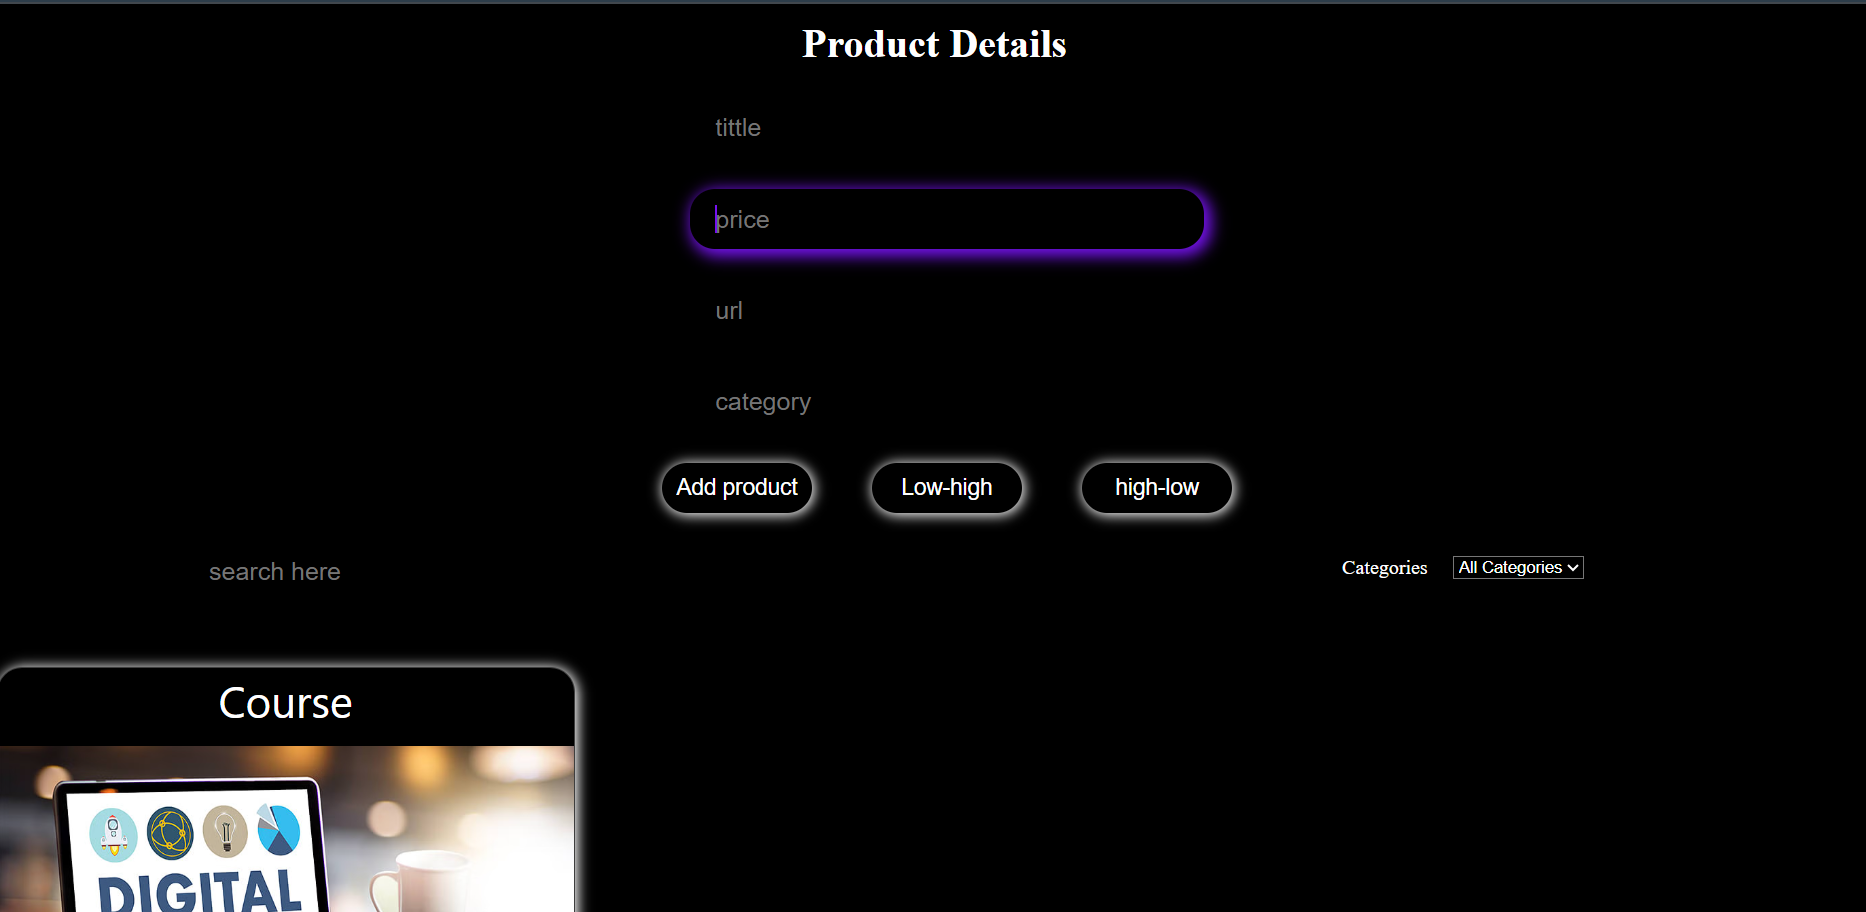 Product Details
tittle
price
url
category
Add product
Low-high
high-low
search here
Categories
All Categories
Course
DIGITAL